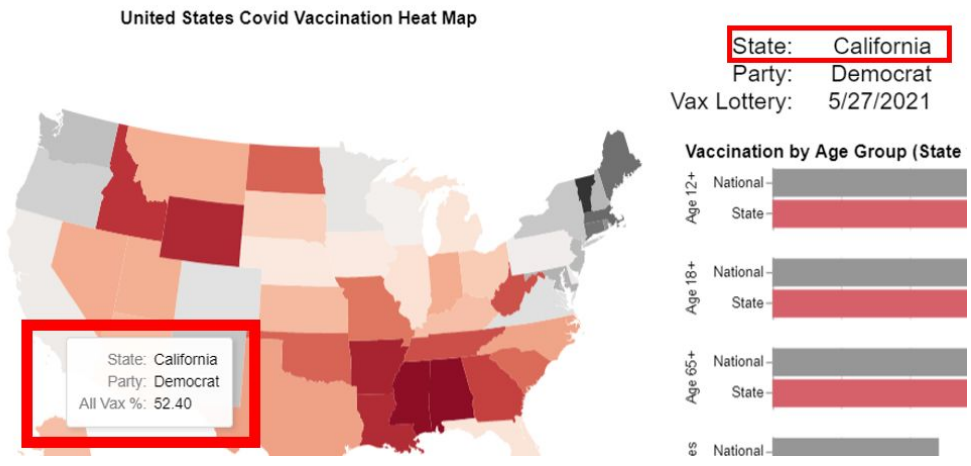 United States Covid Vaccination Heat Map
State: California
Party: Democrat
All Vax %: 52.40
State: California
Party: Democrat
Vax Lottery: 5/27/2021
Vaccination by Age Group (State
Age 12+
National
State
Age 18+
National
State
Age 65+
National
State
National